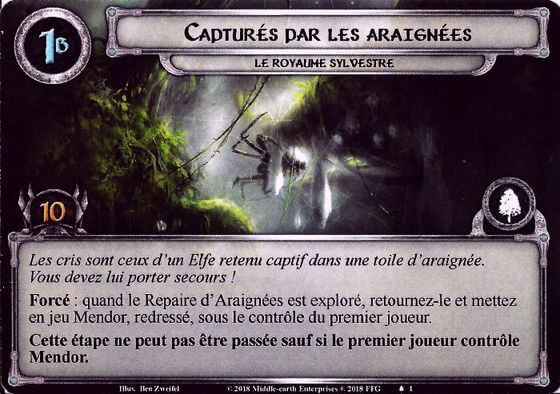 1B
CAPTURÉS PAR LES ARAIGNÉES
LE ROYAUME SYLVESTRE
10
Les cris sont ceux d'un Elfe retenu captif dans une toile d'araignée.
Vous devez lui porter secours !
Forcé : quand le Repaire d'Araignées est exploré, retournez-le et mettez
en jeu Mendor, redressé, sous le contrôle du premier joueur.
Cette étape ne peut pas être passée sauf si le premier joueur contrôle
Mendor.
Illus. Ben Zweifel © 2018 Middle-earth Enterprises © 2018 FFG 1